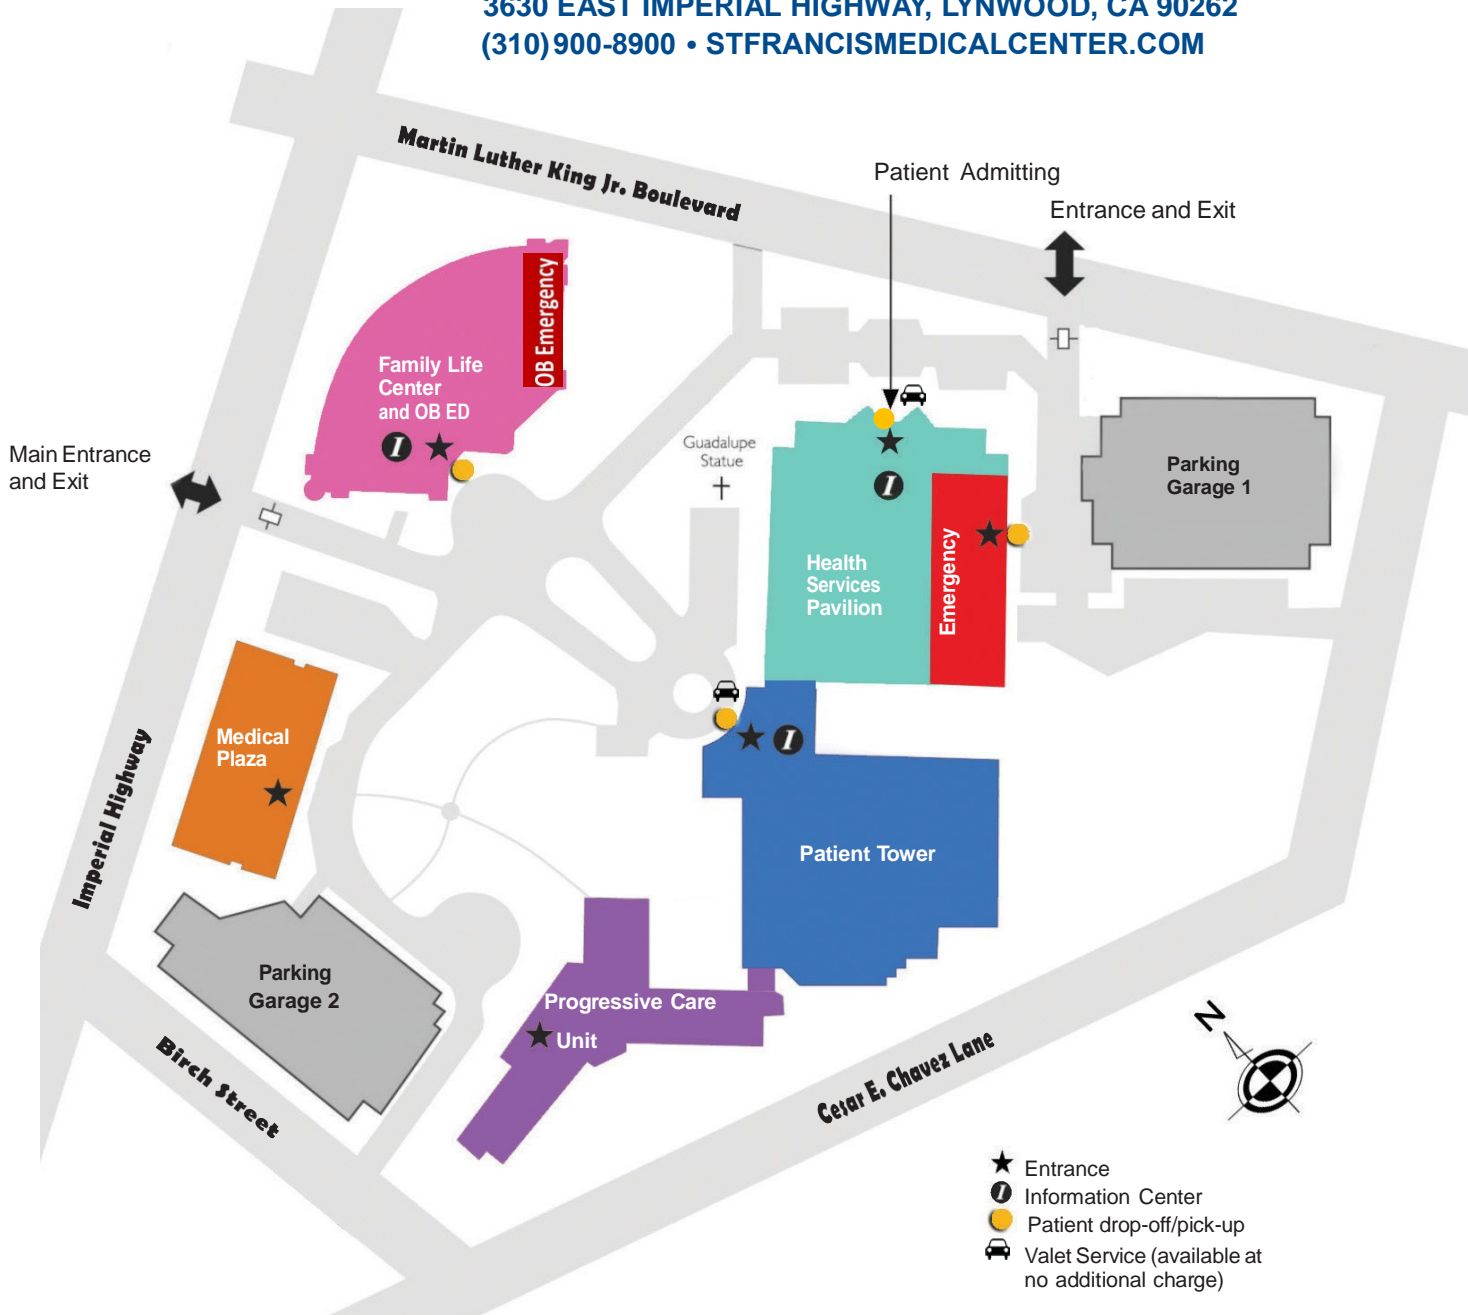 3630 EAST IMPERIAL HIGHWAY, LYNWOOD, CA 90262
(310) 900-8900 • STFRANCISMEDICALCENTER.COM
Martin Luther King Jr. Boulevard
Patient Admitting
Entrance and Exit
OB Emergency
Family Life
Center
and OB ED
I
Main Entrance
and Exit
Guadalupe
Statue
I
Parking
Garage 1
Health
Services
Pavilion
Emergency
Medical
Plaza
I
Imperial Highway
Patient Tower
Parking
Garage 2
Progressive Care
Unit
Birch Street
Cesar E. Chavez Lane
N
Entrance
I Information Center
Patient drop-off/pick-up
Valet Service (available at
no additional charge)